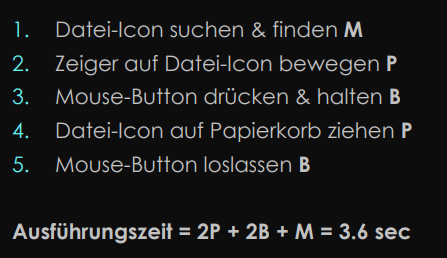 1. Datei-Icon suchen & finden M
2. Zeiger auf Datei-Icon bewegen P
3. Mouse-Button drücken & halten B
4. Datei-Icon auf Papierkorb ziehen P
5. Mouse-Button loslassen B
Ausführungszeit = 2P + 2B + M = 3.6 sec